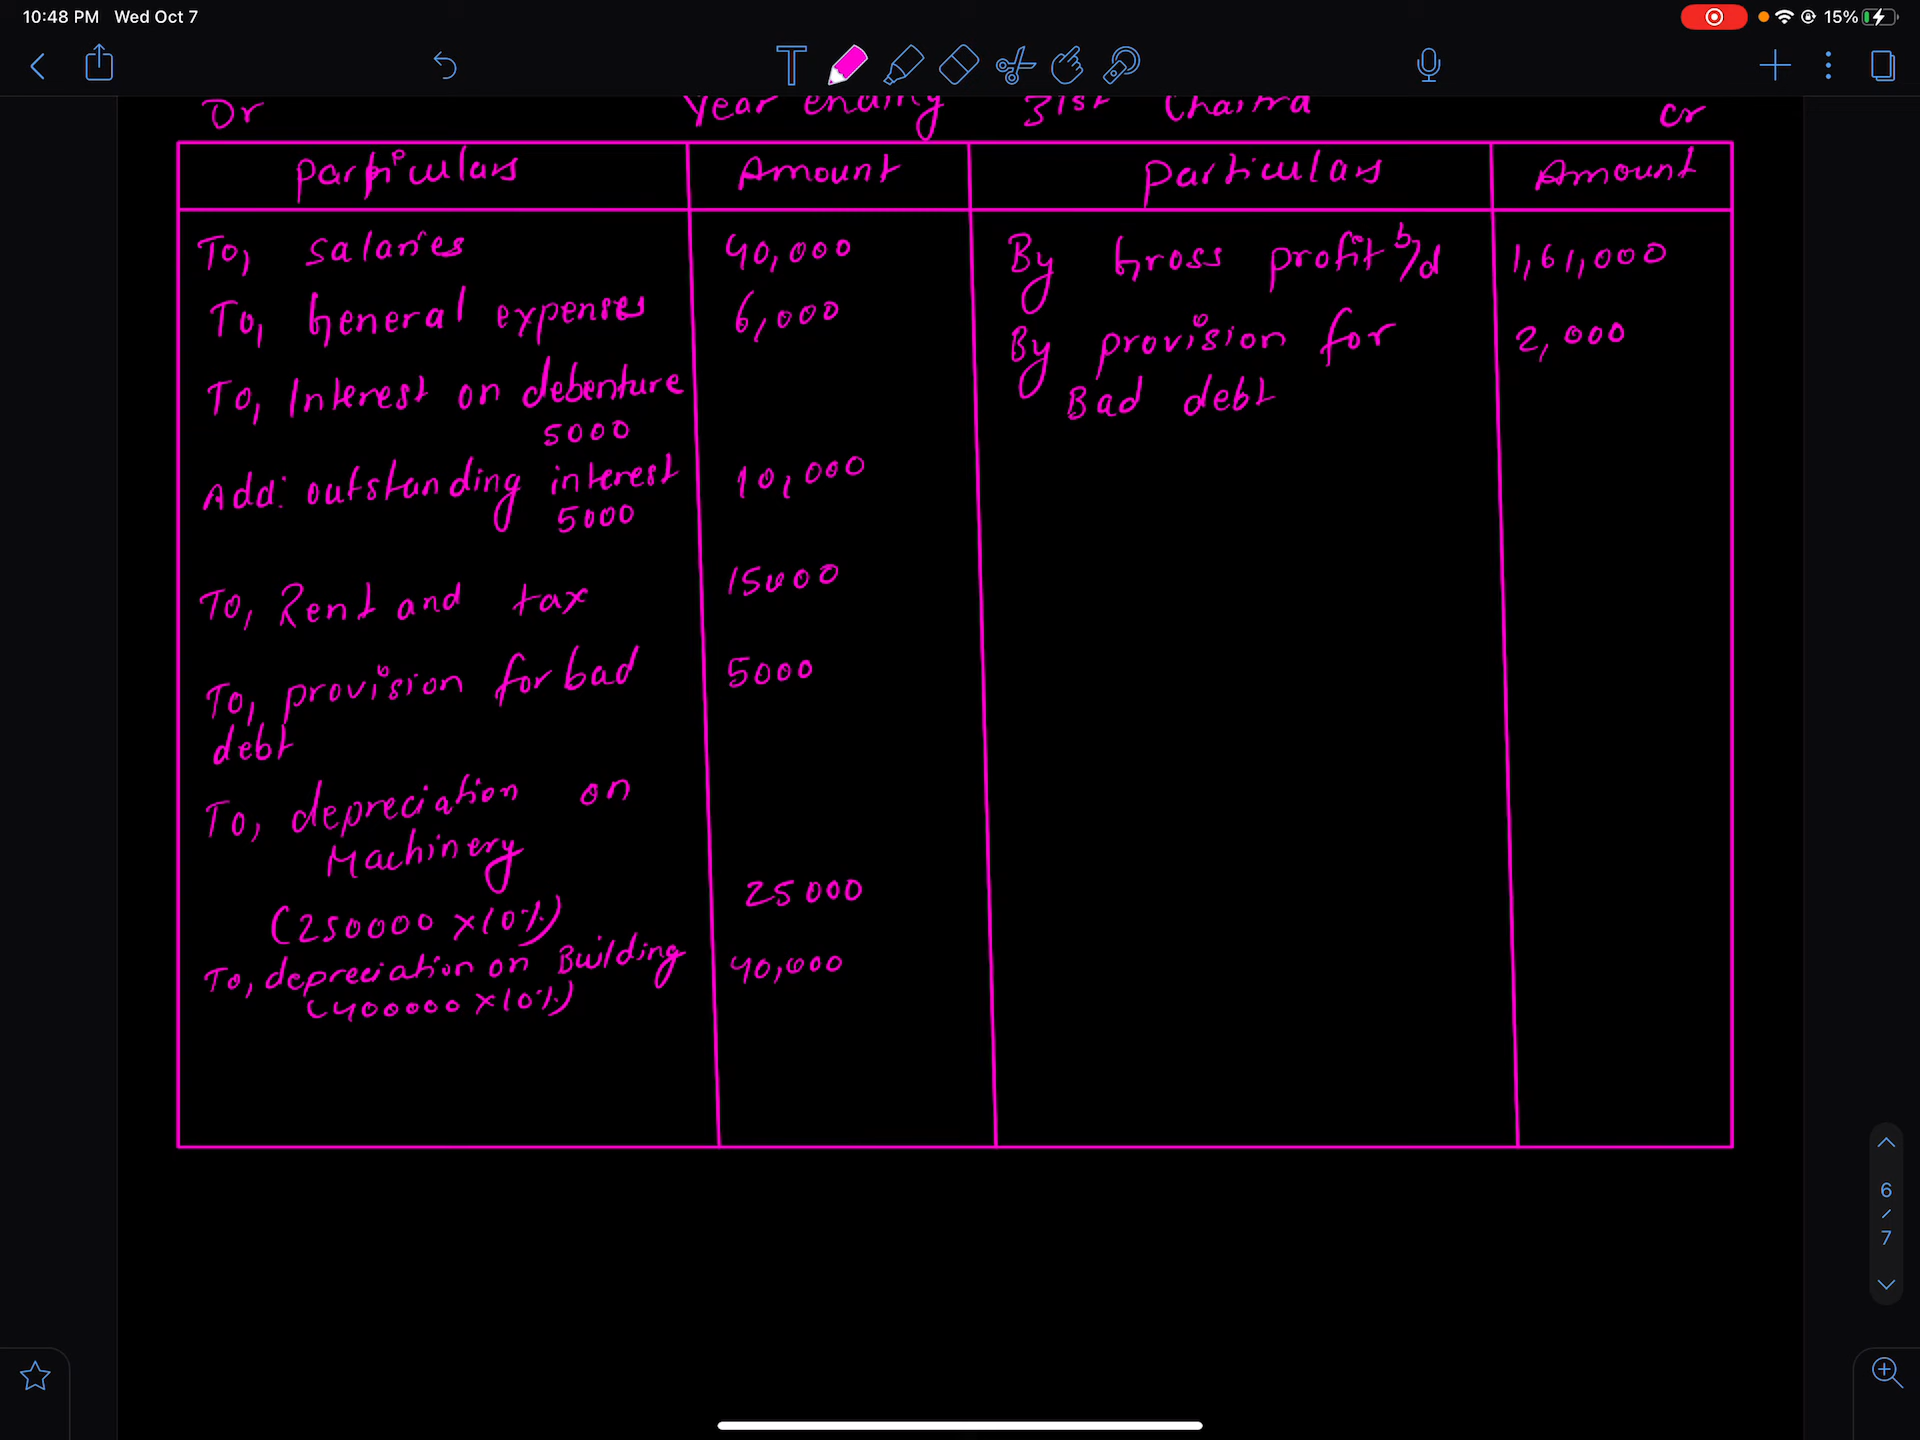 10:48 PM Wed Oct 7
15%
Dr Year ending 31st Chaitra cr
Particulars Amount Particulars Amount
To, Salaries 40,000 By Gross profit b/d 1,61,000
To, General expenses 6,000 By provision for 2,000
Bad debt
To, Interest on debenture
5000
Add: outstanding interest 10,000
5000
To, Rent and tax 15000
To, provision for bad 5000
debt
To, depreciation on
Machinery
(250000 x10%) 25000
To, depreciation on Building 40,000
(400000 x10%)
6
/
7